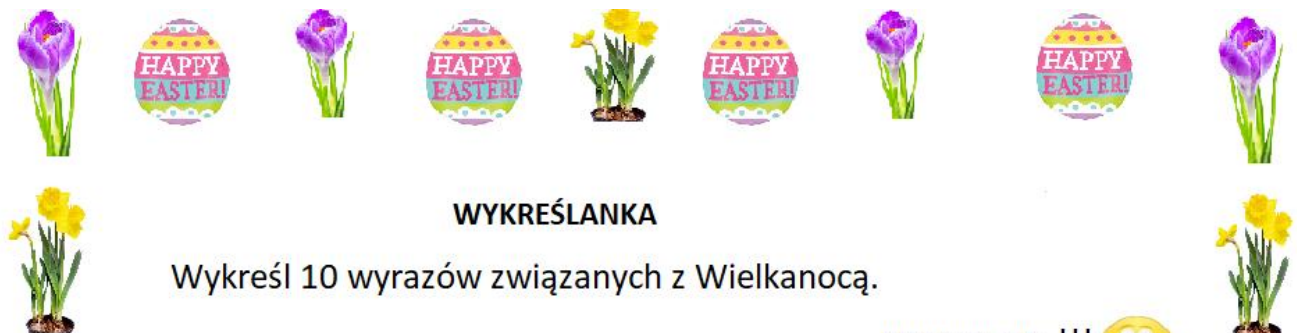 HAPPY EASTER!
HAPPY EASTER!
HAPPY EASTER!
HAPPY EASTER!
WYKREŚLANKA
Wykreśl 10 wyrazów związanych z Wielkanocą.